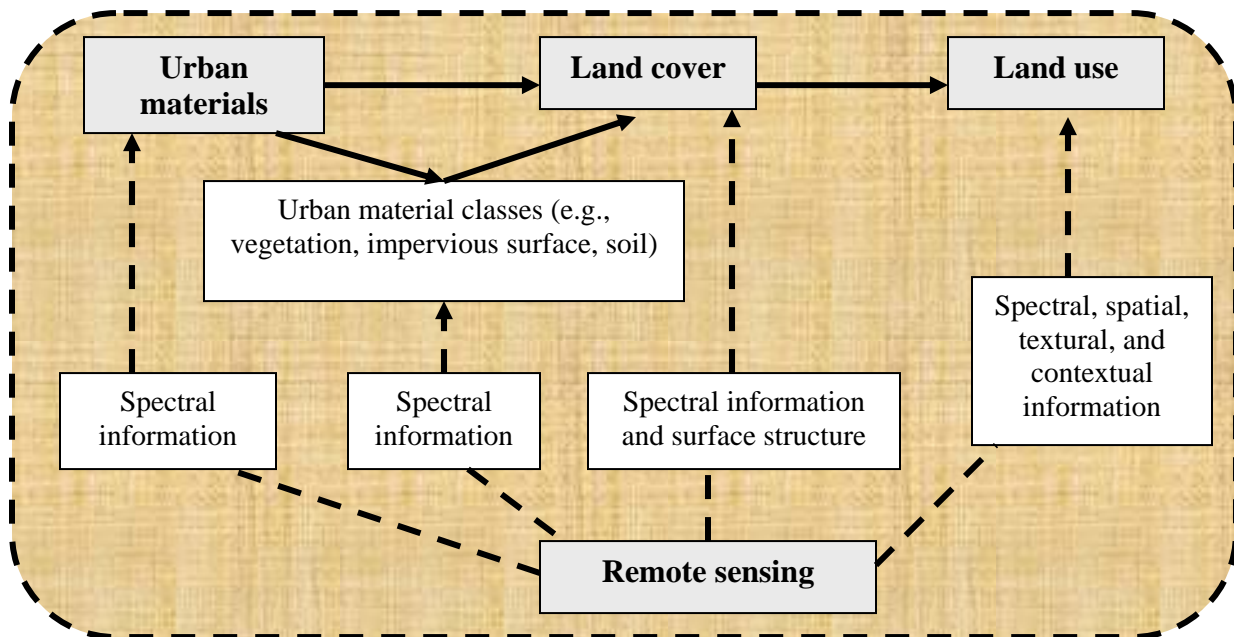 Urban
materials
Land cover
Land use
Urban material classes (e.g.,
vegetation, impervious surface, soil)
Spectral
information
Spectral
information
Spectral information
and surface structure
Spectral, spatial,
textural, and
contextual
information
Remote sensing